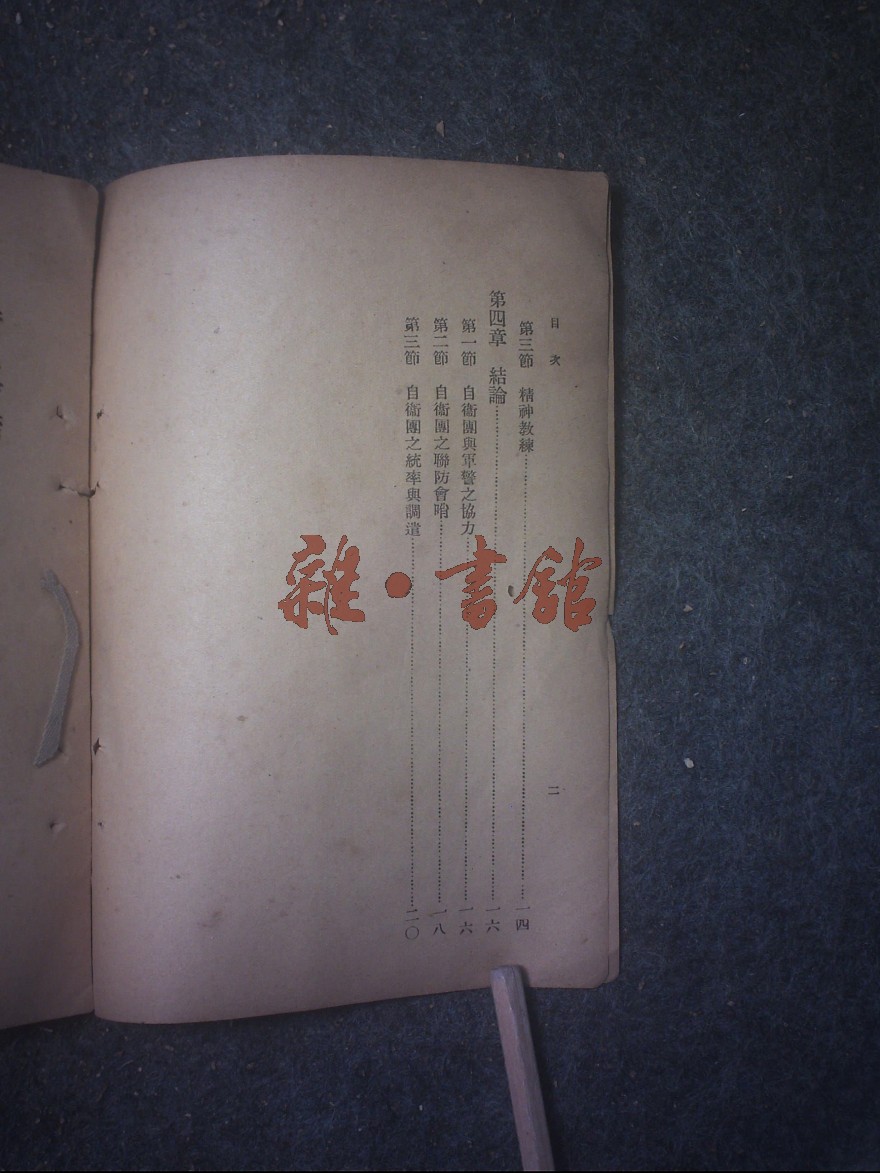 目次
第三節　精神教練……一四
第四章　結論……一六
第一節　自衞團與軍警之協力……一六
第二節　自衞團之聯防會哨……一八
第三節　自衞團之統率與調遣……二〇
二
雜·書館